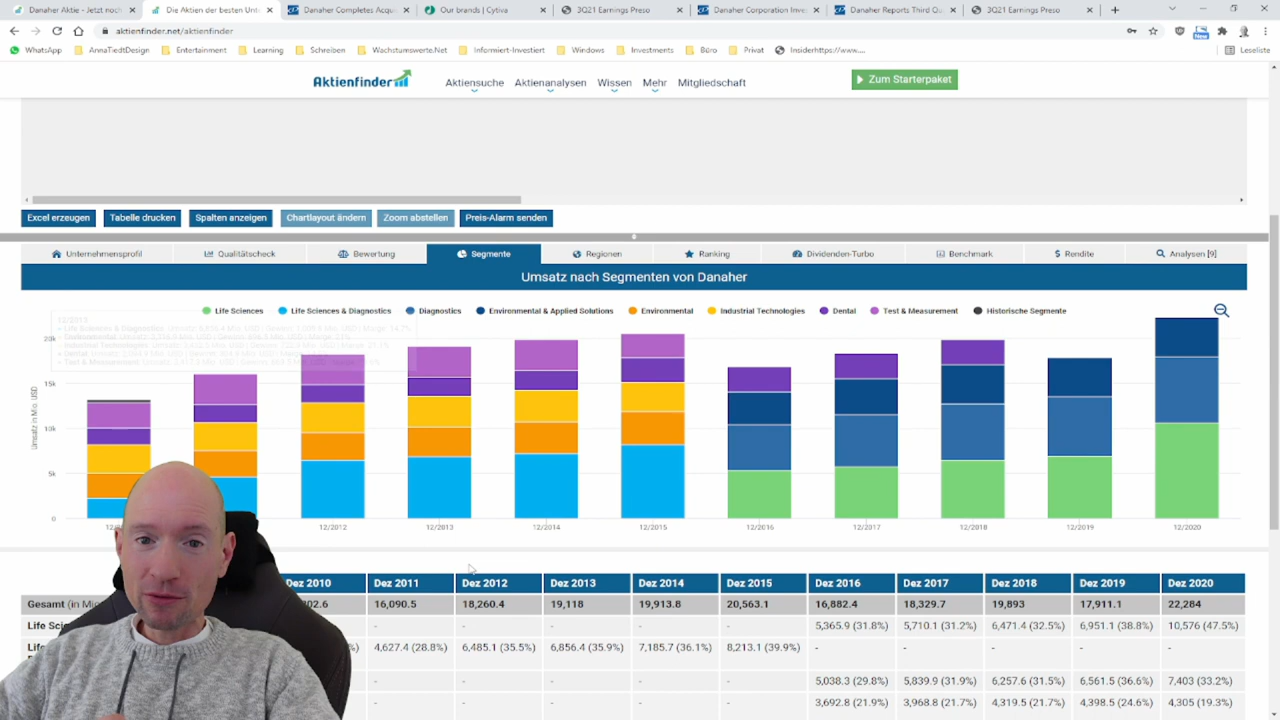 Danaher Aktie - Jetzt noch
Die Aktien der besten Unte
Danaher Completes Acqu
Our brands | Cytiva
3Q21 Earnings Preso
Danaher Corporation Inve
Danaher Reports Third Qu
3Q21 Earnings Preso
aktienfinder.net/aktienfinder
WhatsApp AnnaTiedtDesign Entertainment Learning Schreiben Wachstumswerte.Net Informiert-Investiert Windows Investments Büro Privat Insiderhttps://www.... Leseliste
Aktienfinder Aktiensuche Aktienanalysen Wissen Mehr Mitgliedschaft Zum Starterpaket
Excel erzeugen Tabelle drucken Spalten anzeigen Chartlayout ändern Zoom abstellen Preis-Alarm senden
Unternehmensprofil Qualitätscheck Bewertung Segmente Regionen Ranking Dividenden-Turbo Benchmark Rendite Analysen [9]
Umsatz nach Segmenten von Danaher
Life Sciences Life Sciences & Diagnostics Diagnostics Environmental & Applied Solutions Environmental Industrial Technologies Dental Test & Measurement Historische Segmente
Umsatz in Mio. USD
20k
15k
10k
5k
0
12/2012 12/2013 12/2014 12/2015 12/2016 12/2017 12/2018 12/2019 12/2020
Dez 2010 Dez 2011 Dez 2012 Dez 2013 Dez 2014 Dez 2015 Dez 2016 Dez 2017 Dez 2018 Dez 2019 Dez 2020
Gesamt (in Mio 16,090.5 18,260.4 19,118 19,913.8 20,563.1 16,882.4 18,329.7 19,893 17,911.1 22,284
Life Scie - - - - - 5,365.9 (31.8%) 5,710.1 (31.2%) 6,471.4 (32.5%) 6,951.1 (38.8%) 10,576 (47.5%)
Life 4,627.4 (28.8%) 6,485.1 (35.5%) 6,856.4 (35.9%) 7,185.7 (36.1%) 8,213.1 (39.9%) - - - - -
- - - - - 5,038.3 (29.8%) 5,839.9 (31.9%) 6,257.6 (31.5%) 6,561.5 (36.6%) 7,403 (33.2%)
- - - - - 3,692.8 (21.9%) 3,968.8 (21.7%) 4,319.5 (21.7%) 4,398.5 (24.6%) 4,305 (19.3%)